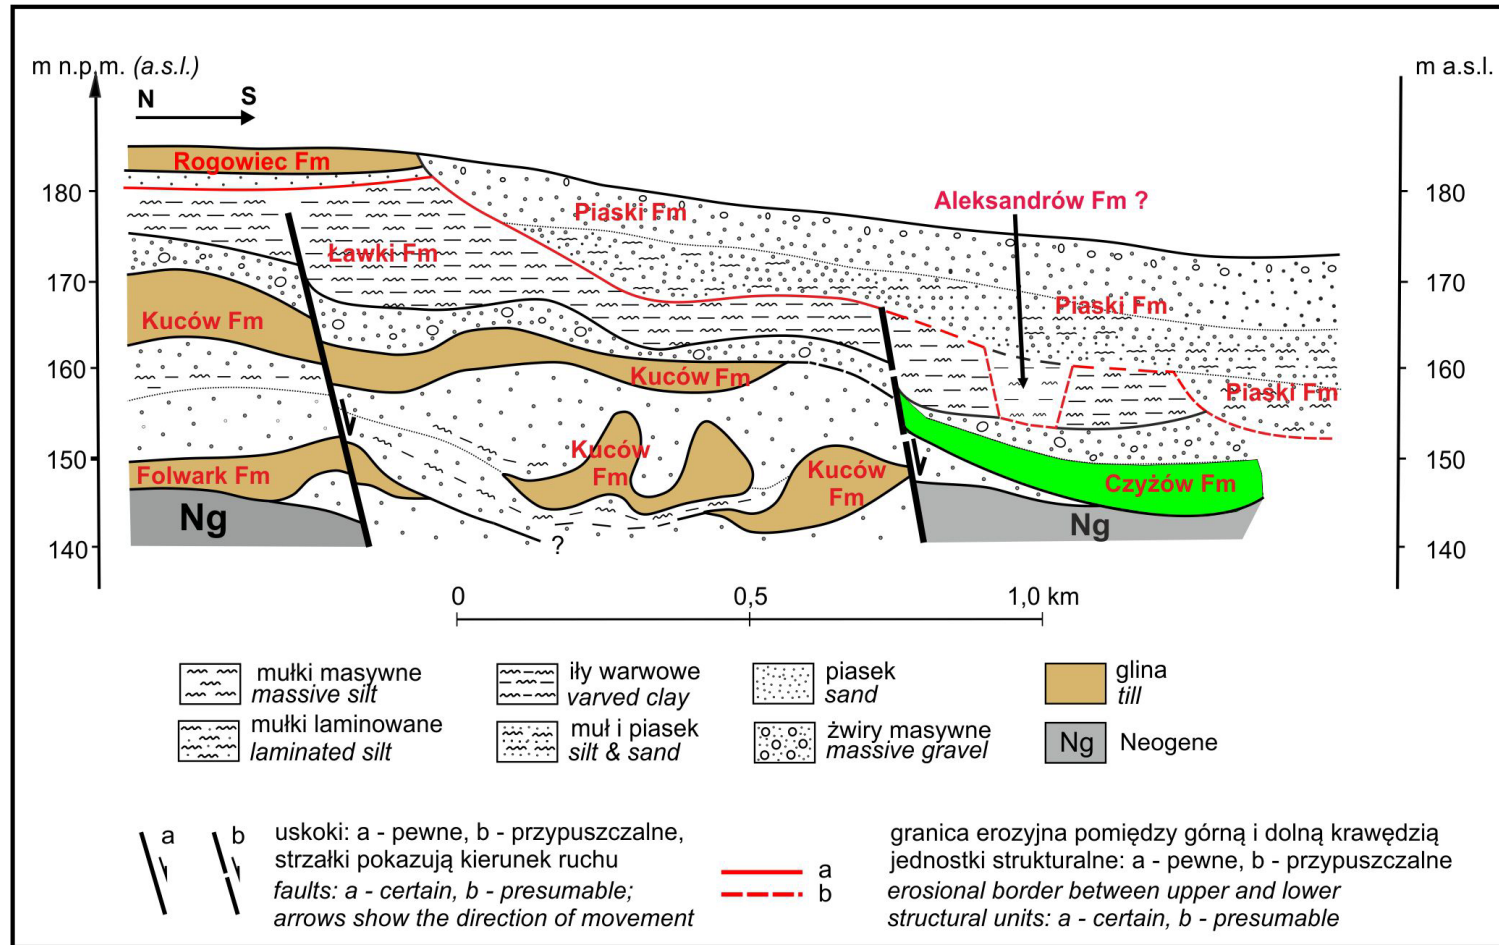 m n.p.m. (a.s.l.)
m a.s.l.
N S
Rogowiec Fm
180
180
Aleksandrów Fm ?
Piaski Fm
Ławki Fm
170
170
Piaski Fm
Kuców Fm
160
160
Kuców Fm
Piaski Fm
Kuców
Fm
150
150
Folwark Fm
Kuców
Fm
Czyżów Fm
Ng
Ng
140
140
?
0 0,5 1,0 km
mułki masywne
massive silt
iły warwowe
varved clay
piasek
sand
glina
till
mułki laminowane
laminated silt
muł i piasek
silt & sand
żwiry masywne
massive gravel
Ng Neogene
a b
uskoki: a - pewne, b - przypuszczalne,
strzałki pokazują kierunek ruchu
faults: a - certain, b - presumable;
arrows show the direction of movement
a
b
granica erozyjna pomiędzy górną i dolną krawędzią
jednostki strukturalne: a - pewne, b - przypuszczalne
erosional border between upper and lower
structural units: a - certain, b - presumable